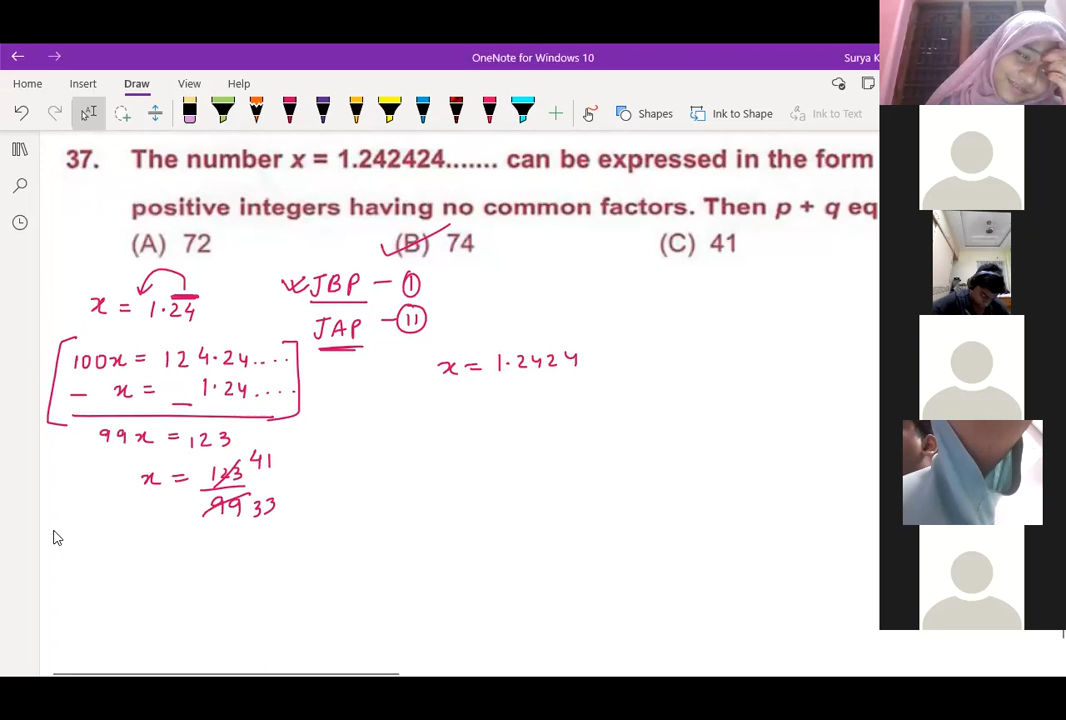 OneNote for Windows 10
Surya K
Home Insert Draw View Help
Shapes Ink to Shape Ink to Text
37. The number x = 1.242424....... can be expressed in the form
positive integers having no common factors. Then p + q eq
(A) 72 (B) 74 (C) 41
x = 1.24
JBP - I
JAP - II
100x = 124.24....
- x = _ 1.24....
x = 1.2424
99x = 123
x = 123 41
99 33